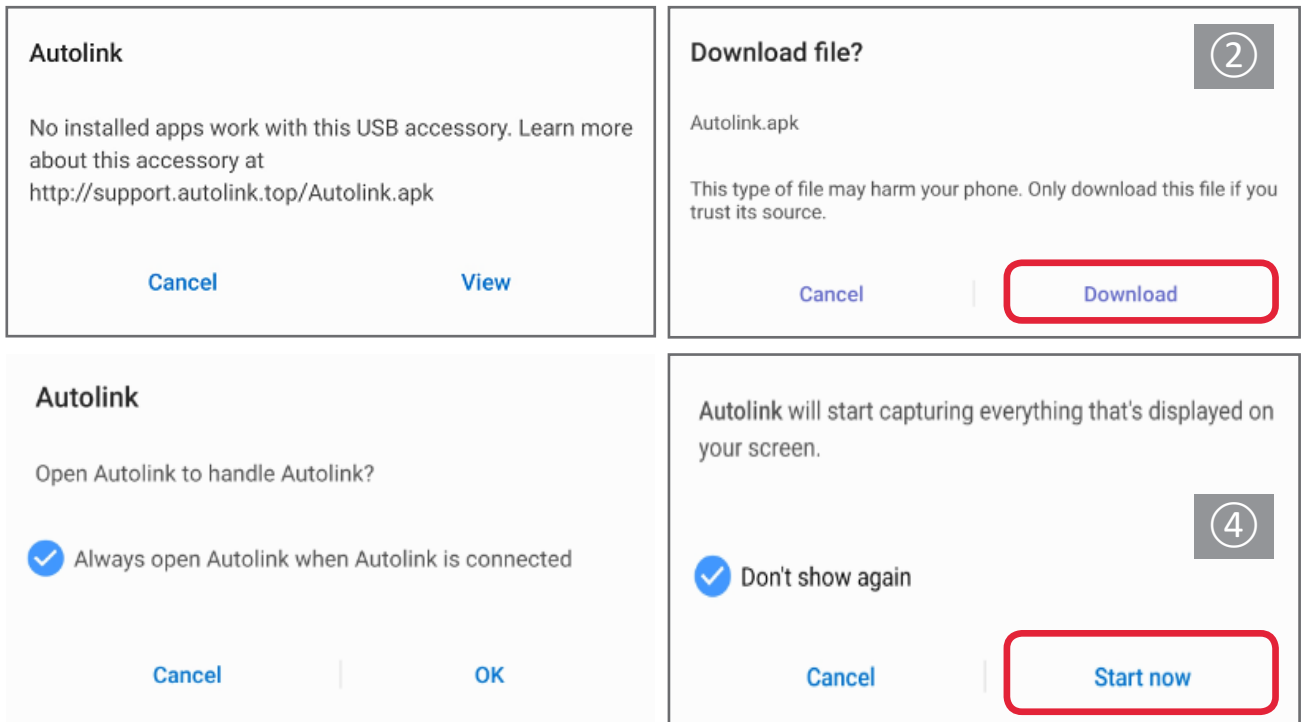 Autolink
No installed apps work with this USB accessory. Learn more
about this accessory at
http://support.autolink.top/Autolink.apk
Cancel View
Download file?
②
Autolink.apk
This type of file may harm your phone. Only download this file if you
trust its source.
Cancel Download
Autolink
Open Autolink to handle Autolink?
Always open Autolink when Autolink is connected
Cancel OK
Autolink will start capturing everything that's displayed on
your screen.
④
Don't show again
Cancel Start now